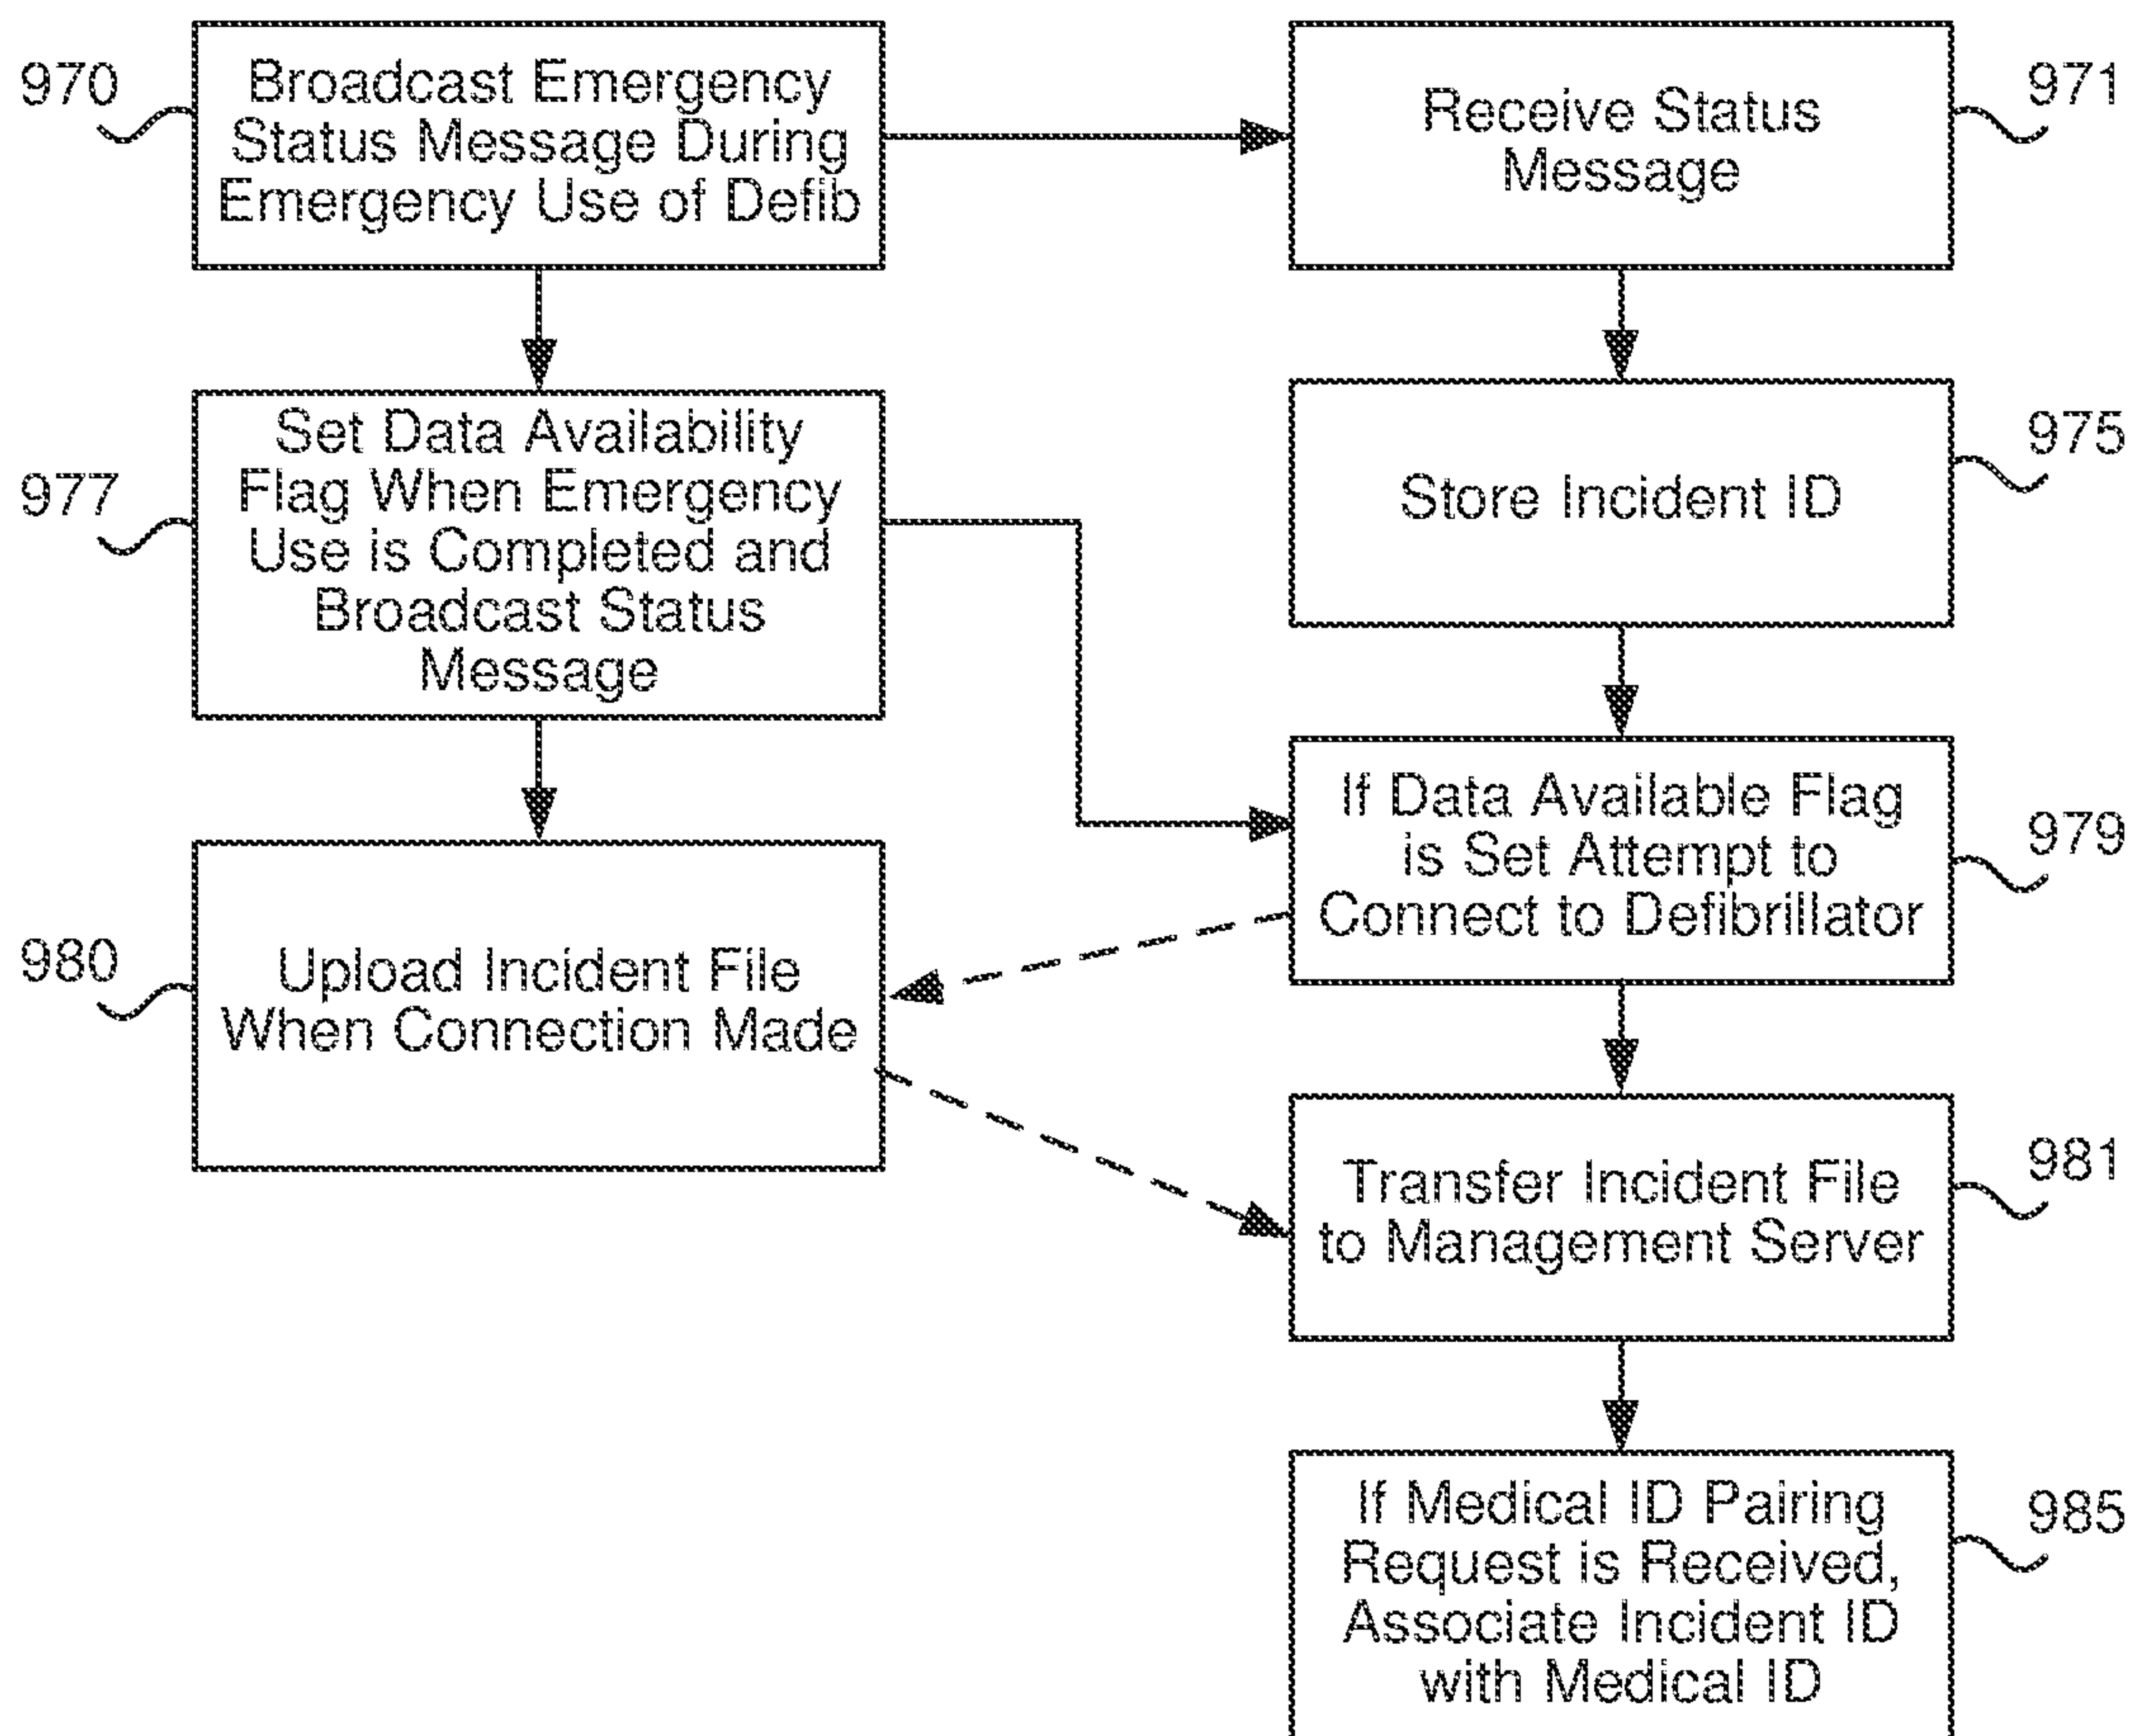 970
Broadcast Emergency
Status Message During
Emergency Use of Defib
971
Receive Status
Message
977
Set Data Availability
Flag When Emergency
Use is Completed and
Broadcast Status
Message
975
Store Incident ID
979
If Data Available Flag
is Set Attempt to
Connect to Defibrillator
980
Upload Incident File
When Connection Made
981
Transfer Incident File
to Management Server
985
If Medical ID Pairing
Request is Received,
Associate Incident ID
with Medical ID